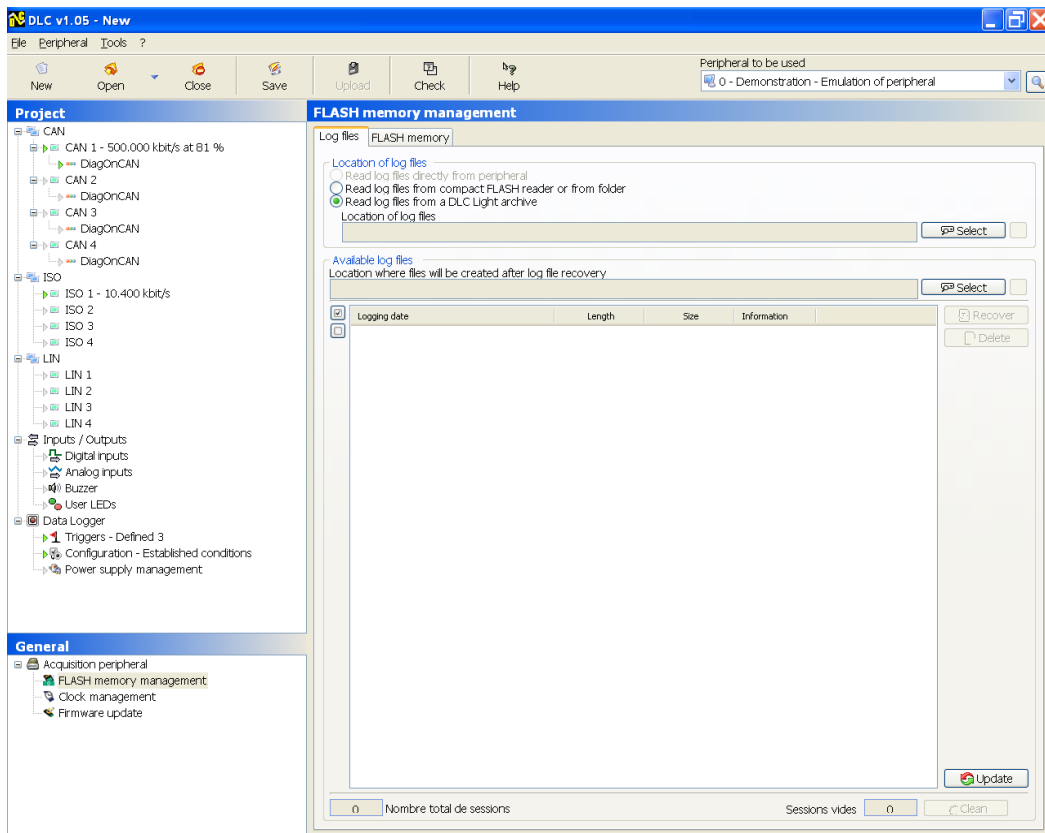 DLC v1.05 - New
File Peripheral Tools ?
New Open Close Save Upload Check Help
Peripheral to be used
0 - Demonstration - Emulation of peripheral
Project
CAN
CAN 1 - 500.000 kbit/s at 81 %
DiagOnCAN
CAN 2
DiagOnCAN
CAN 3
DiagOnCAN
CAN 4
DiagOnCAN
ISO
ISO 1 - 10.400 kbit/s
ISO 2
ISO 3
ISO 4
LIN
LIN 1
LIN 2
LIN 3
LIN 4
Inputs / Outputs
Digital inputs
Analog inputs
Buzzer
User LEDs
Data Logger
Triggers - Defined 3
Configuration - Established conditions
Power supply management
General
Acquisition peripheral
FLASH memory management
Clock management
Firmware update
FLASH memory management
Log files FLASH memory
Location of log files
Read log files directly from peripheral
Read log files from compact FLASH reader or from folder
Read log files from a DLC Light archive
Location of log files
Select
Available log files
Location where files will be created after log file recovery
Select
Logging date Length Size Information
Recover
Delete
Update
0 Nombre total de sessions Sessions vides 0 Clean